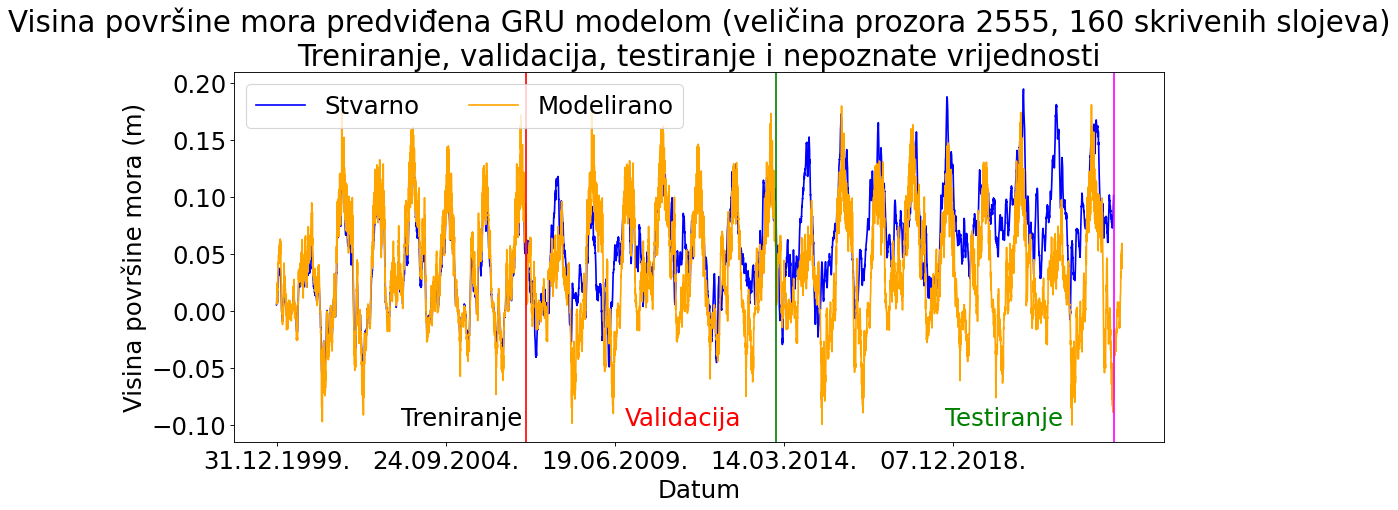 Visina površine mora predviđena GRU modelom (veličina prozora 2555, 160 skrivenih slojeva)
Treniranje, validacija, testiranje i nepoznate vrijednosti
Stvarno Modelirano
Visina površine mora (m)
0.20
0.15
0.10
0.05
0.00
−0.05
−0.10
Treniranje Validacija Testiranje
31.12.1999. 24.09.2004. 19.06.2009. 14.03.2014. 07.12.2018.
Datum